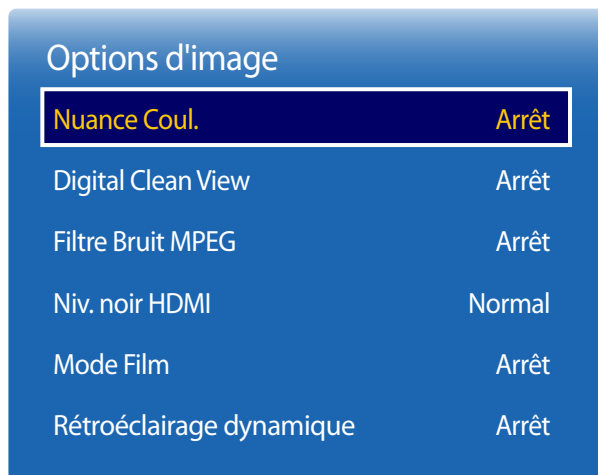 Options d'image
Nuance Coul. Arrêt
Digital Clean View Arrêt
Filtre Bruit MPEG Arrêt
Niv. noir HDMI Normal
Mode Film Arrêt
Rétroéclairage dynamique Arrêt